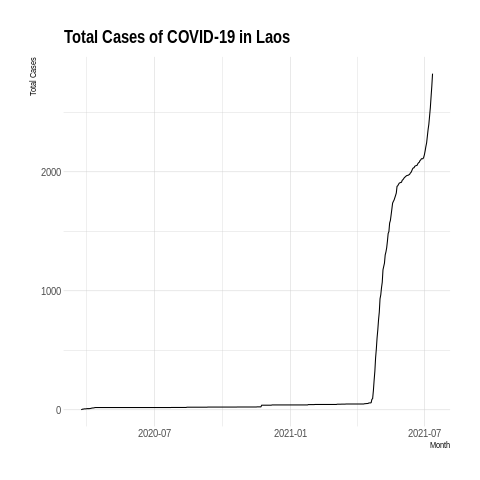 Total Cases of COVID-19 in Laos
Total Cases
2000
1000
0
2020-07
2021-01
2021-07
Month